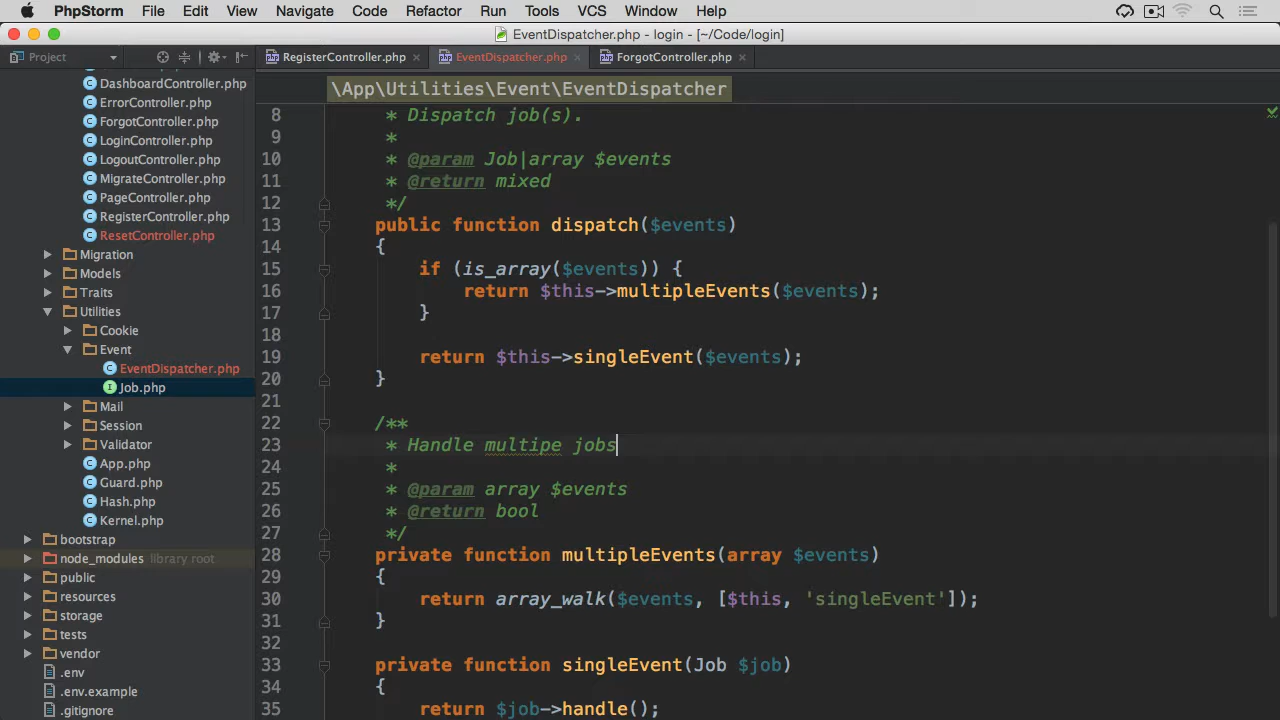 PhpStorm File Edit View Navigate Code Refactor Run Tools VCS Window Help
EventDispatcher.php - login - [~/Code/login]
Project
RegisterController.php EventDispatcher.php ForgotController.php
\App\Utilities\Event\EventDispatcher
DashboardController.php
ErrorController.php
ForgotController.php
LoginController.php
LogoutController.php
MigrateController.php
PageController.php
RegisterController.php
ResetController.php
Migration
Models
Traits
Utilities
Cookie
Event
EventDispatcher.php
Job.php
Mail
Session
Validator
App.php
Guard.php
Hash.php
Kernel.php
bootstrap
node_modules library root
public
resources
storage
tests
vendor
.env
.env.example
.gitignore
8 * Dispatch job(s).
9 *
10 * @param Job|array $events
11 * @return mixed
12 */
13 public function dispatch($events)
14 {
15 if (is_array($events)) {
16 return $this->multipleEvents($events);
17 }
18
19 return $this->singleEvent($events);
20 }
21
22 /**
23 * Handle multipe jobs
24 *
25 * @param array $events
26 * @return bool
27 */
28 private function multipleEvents(array $events)
29 {
30 return array_walk($events, [$this, 'singleEvent']);
31 }
32
33 private function singleEvent(Job $job)
34 {
35 return $job->handle();